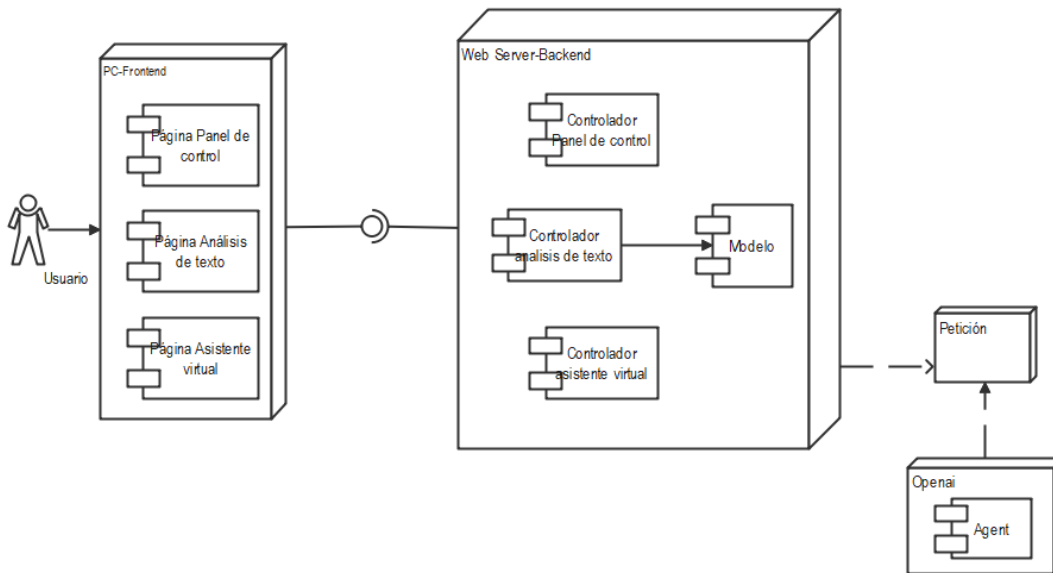 PC-Frontend
Página Panel de
control
Página Análisis
de texto
Página Asistente
virtual
Usuario
Web Server-Backend
Controlador
Panel de control
Controlador
analisis de texto
Modelo
Controlador
asistente virtual
Petición
Openai
Agent